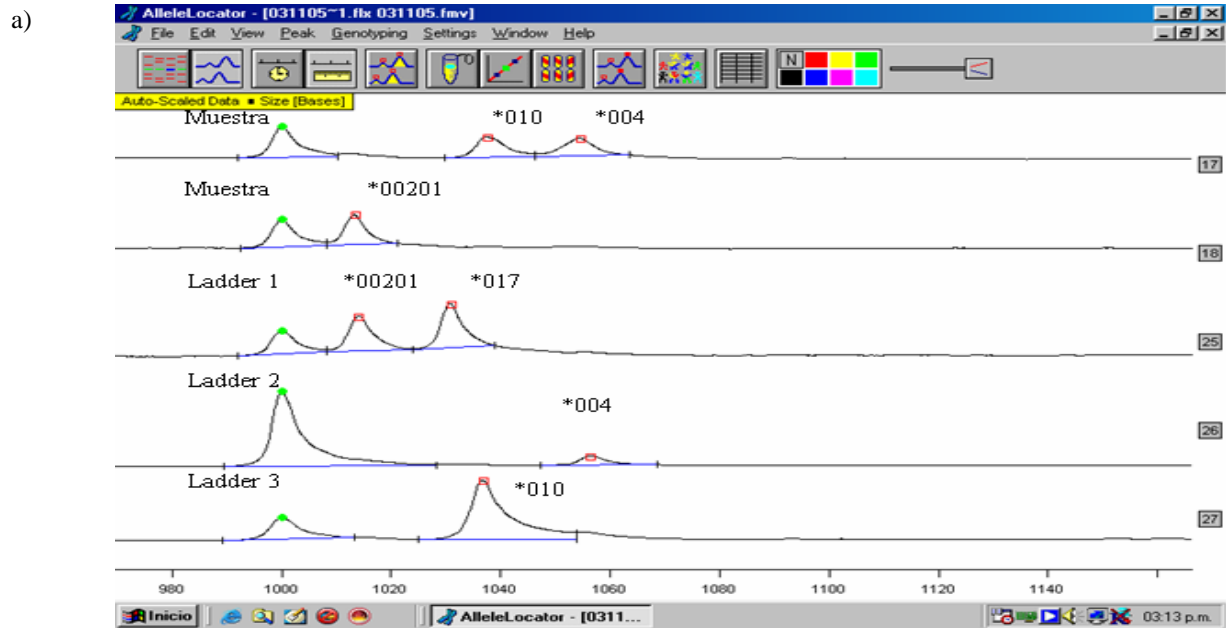 a)
AlleleLocator - [031105~1.flx 031105.fmv]
File Edit View Peak Genotyping Settings Window Help
N
Auto-Scaled Data ▪ Size [Bases]
Muestra *010 *004
17
Muestra *00201
18
Ladder 1 *00201 *017
25
Ladder 2
*004
26
Ladder 3
*010
27
980 1000 1020 1040 1060 1080 1100 1120 1140
Inicio AlleleLocator - [0311... 03:13 p.m.